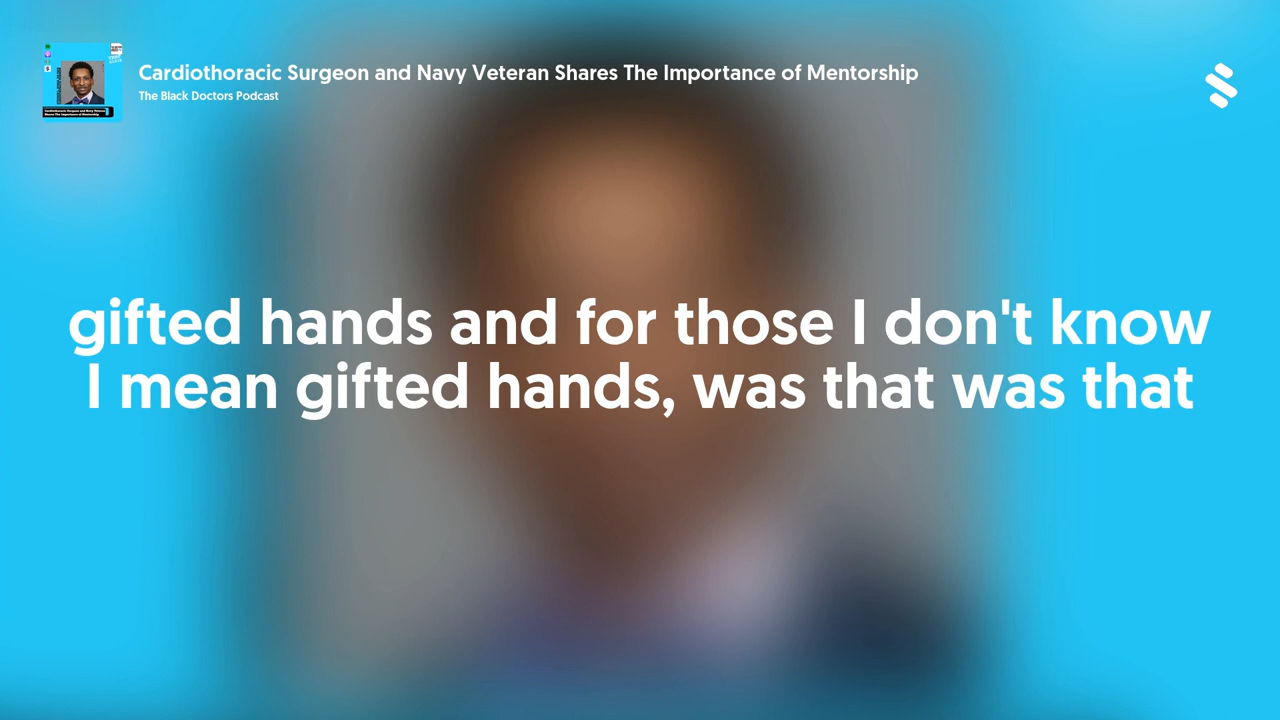 Cardiothoracic Surgeon and Navy Veteran Shares The Importance of Mentorship
The Black Doctors Podcast
gifted hands and for those I don't know
I mean gifted hands, was that was that